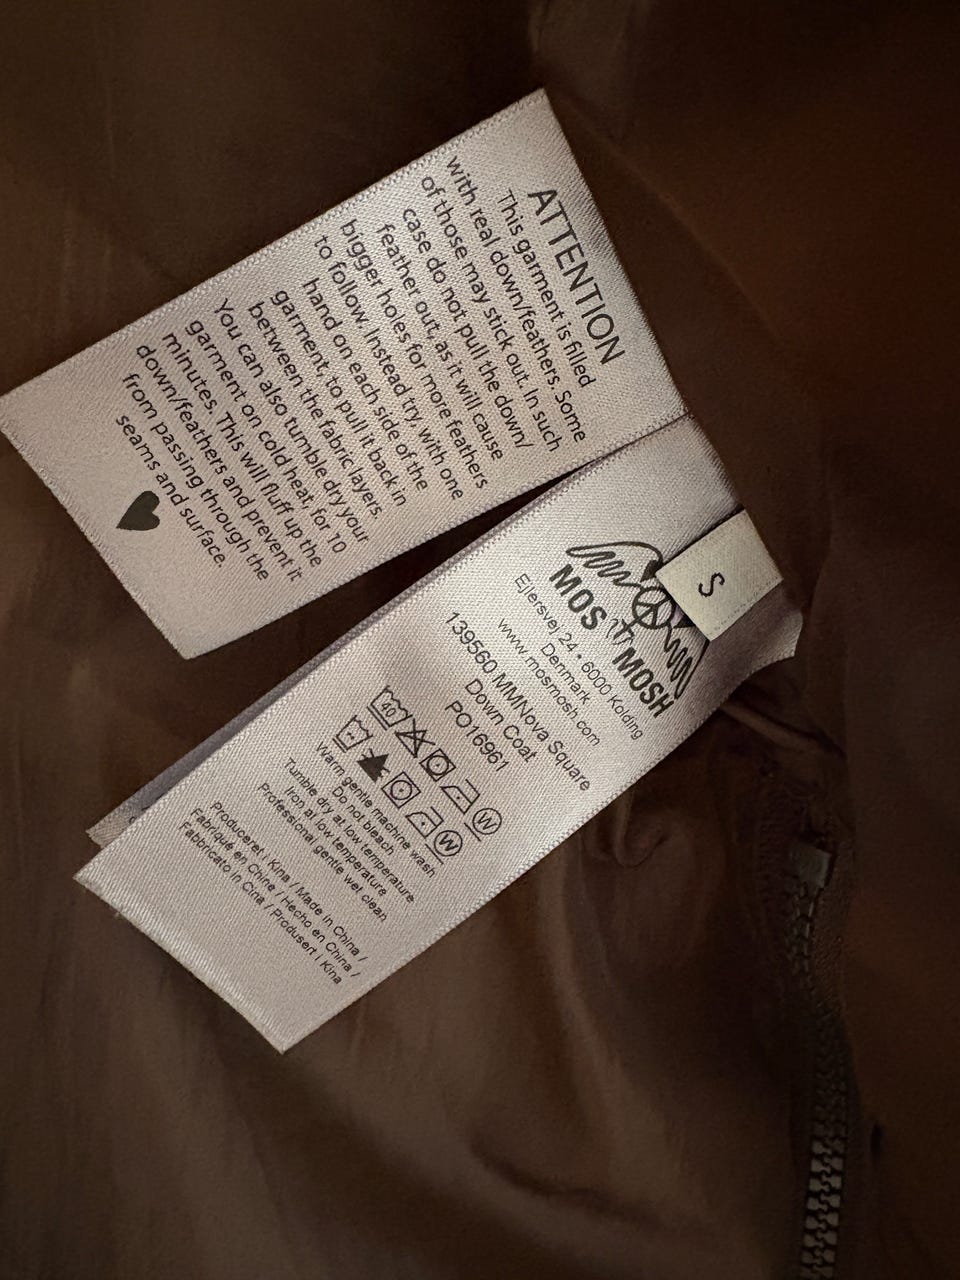 ATTENTION
This garment is filled
with real down/feathers. Some
of those may stick out. In such
case do not pull the down/
feather out, as it will cause
bigger holes for more feathers
to follow. Instead try, with one
hand on each side of the
garment, to pull it back in
between the fabric layers.
You can also tumble dry your
garment on cold heat, for 10
minutes. This will fluff up the
down/feathers and prevent it
from passing through the
seams and surface.
S
MOS MOSH
Ejlersvej 24 • 6000 Kolding
Denmark
www.mosmosh.com
139560 MMNova Square
Down Coat
PO16961
40
W
W
Warm gentle machine wash
Do not bleach
Tumble dry at low temperature
Iron at low temperature
Professional gentle wet clean
Produceret i Kina / Made in China /
Fabriqué en Chine / Hecho en China /
Fabbricato in Cina / Produsert i Kina